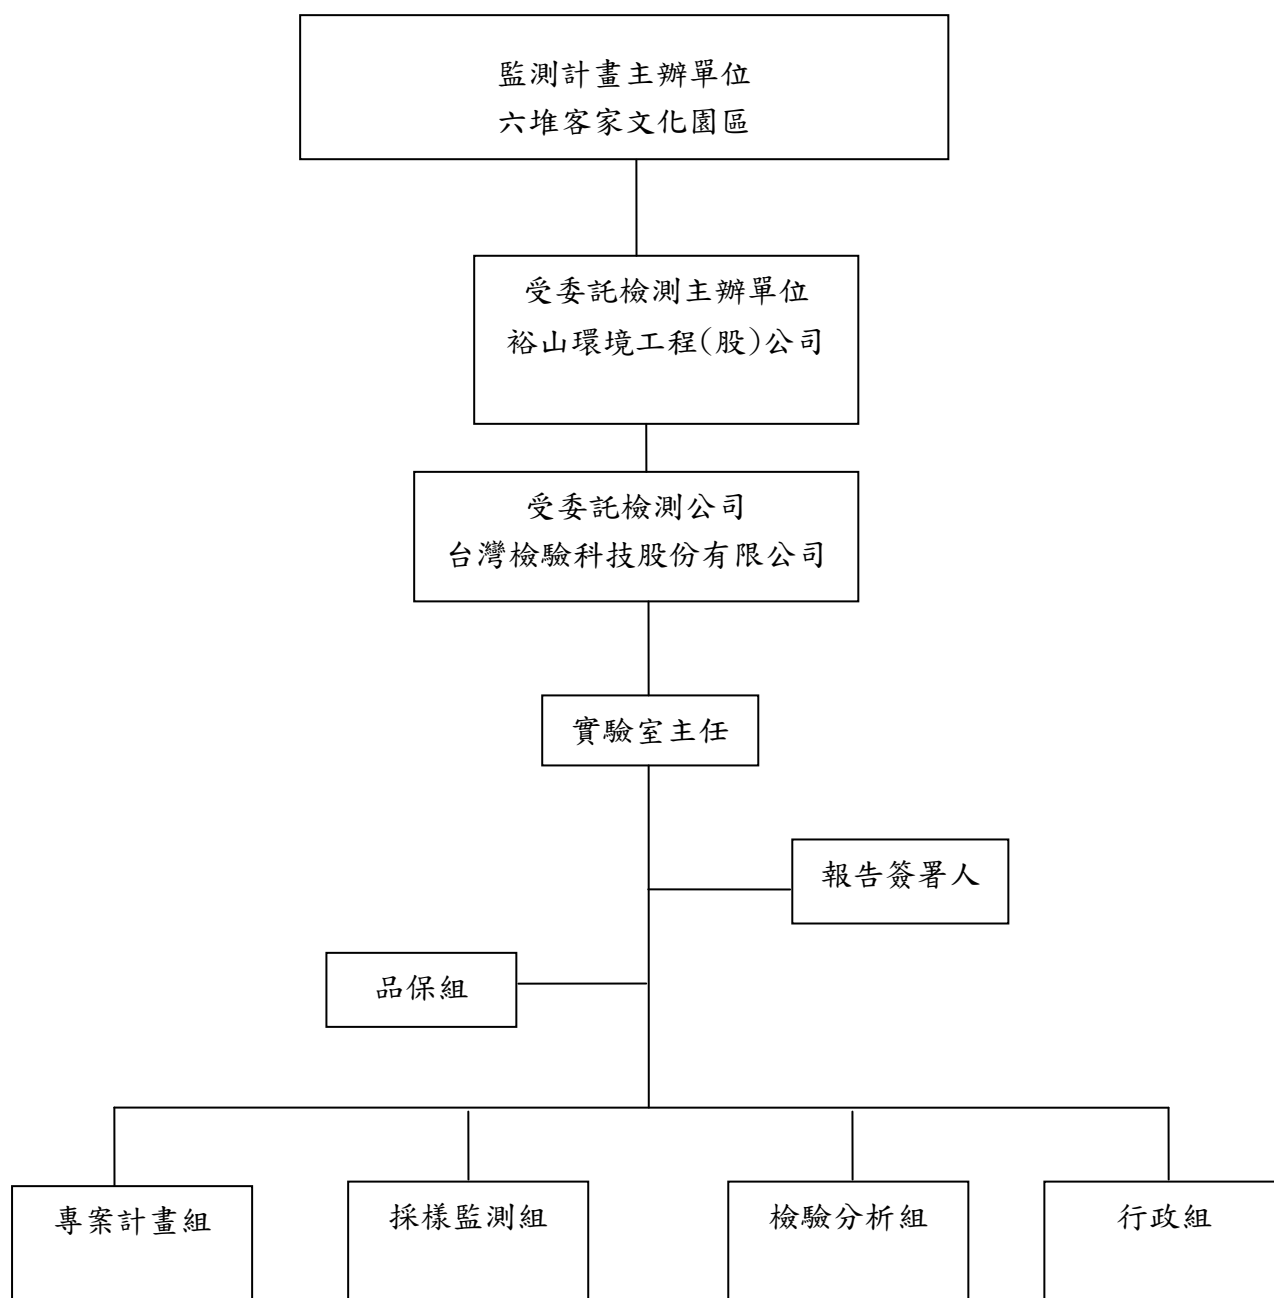 監測計畫主辦單位
六堆客家文化園區
受委託檢測主辦單位
裕山環境工程(股)公司
受委託檢測公司
台灣檢驗科技股份有限公司
實驗室主任
報告簽署人
品保組
專案計畫組
採樣監測組
檢驗分析組
行政組